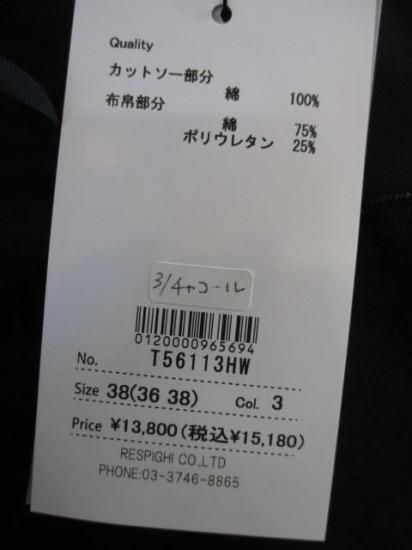 Quality
カットソー部分
綿 100%
布帛部分
綿 75%
ポリウレタン 25%
3/チャコール
0120000965694
No. T56113HW
Size 38(36 38) Col. 3
Price ¥13,800(税込¥15,180)
RESPIGHI CO.,LTD
PHONE:03-3746-8865